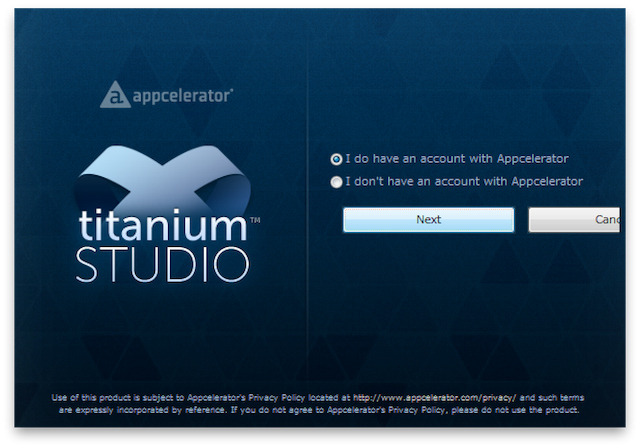 appcelerator
I do have an account with Appcelerator
I don't have an account with Appcelerator
titanium™
STUDIO
Next
Canc
Use of this product is subject to Appcelerator's Privacy Policy located at http://www.appcelerator.com/privacy/ and such terms
are expressly incorporated by reference. If you do not agree to Appcelerator's Privacy Policy, please do not use the product.